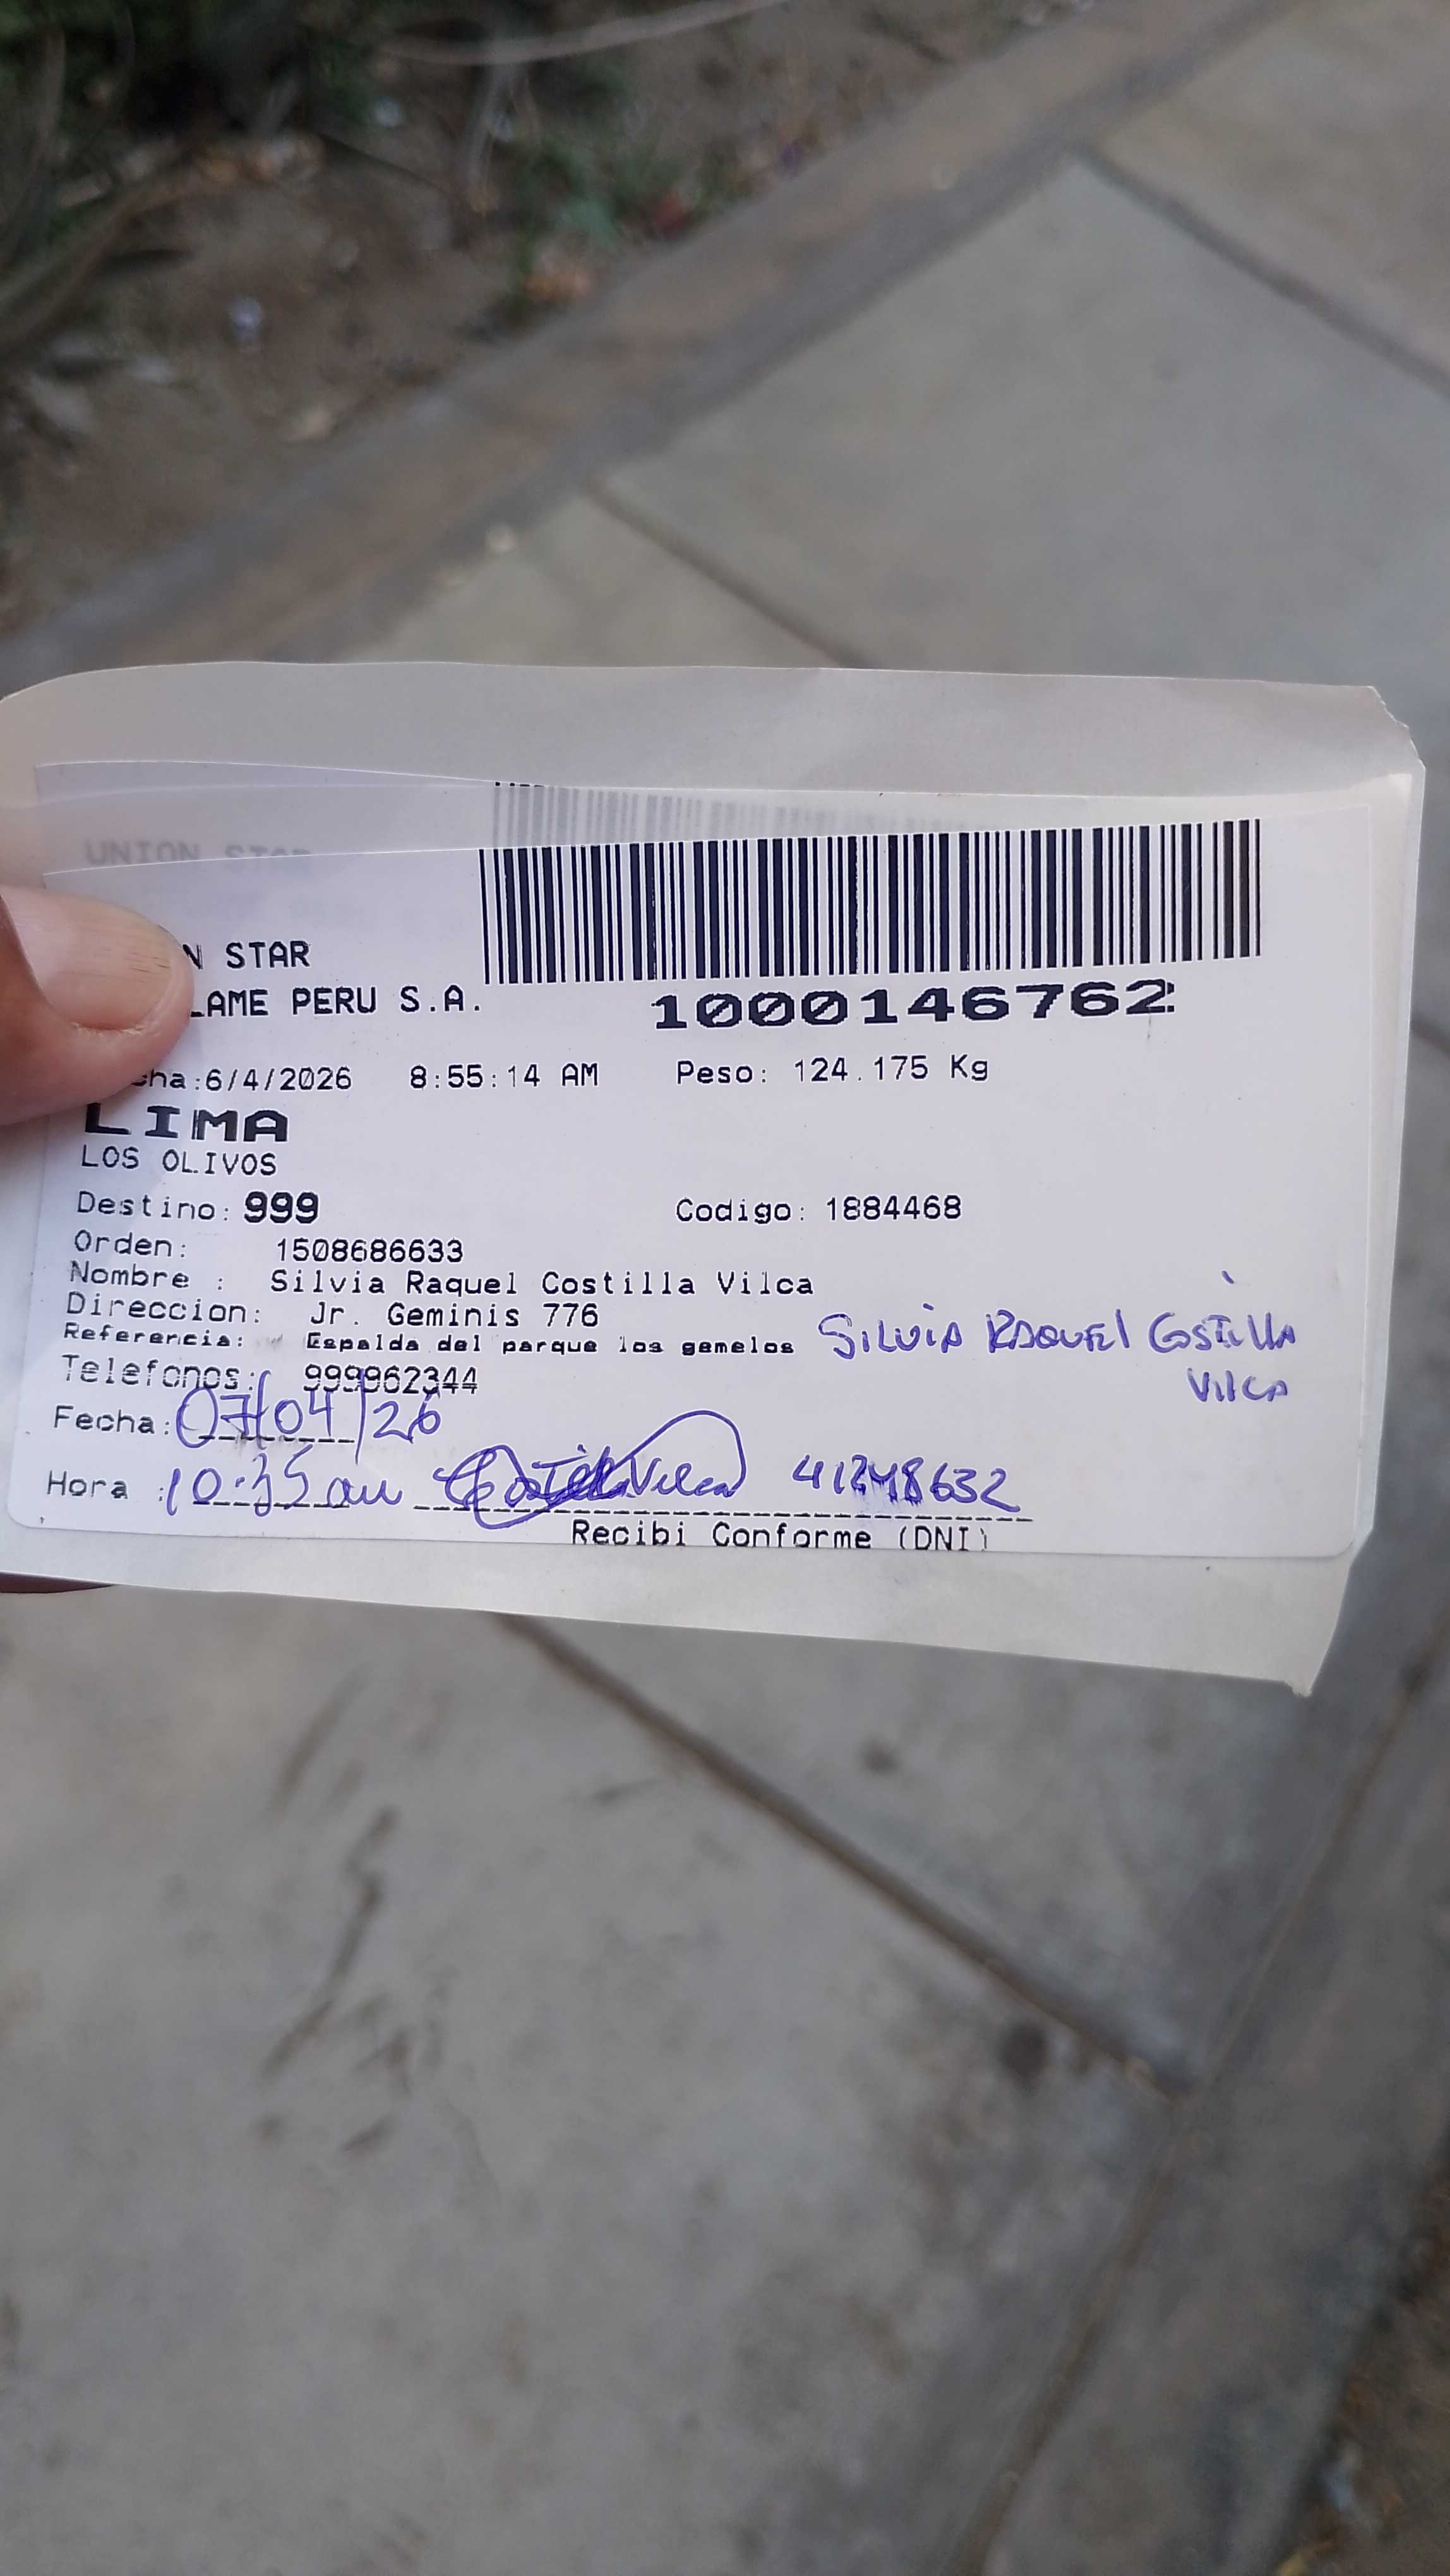 UNION STAR
N STAR
LAME PERU S.A.
1000146762
cha:6/4/2026 8:55:14 AM Peso: 124.175 Kg
LIMA
LOS OLIVOS
Destino: 999 Codigo: 1884468
Orden: 1508686633
Nombre : Silvia Raquel Costilla Vilca
Direccion: Jr. Geminis 776
Referencia: Espalda del parque los gemelos
SILVIA RAQUEL COSTILLA
VILCA
Telefonos: 999962344
Fecha: 07/04/26
Hora : 10:35 am Costilla Vilca
Recibi Conforme (DNI)